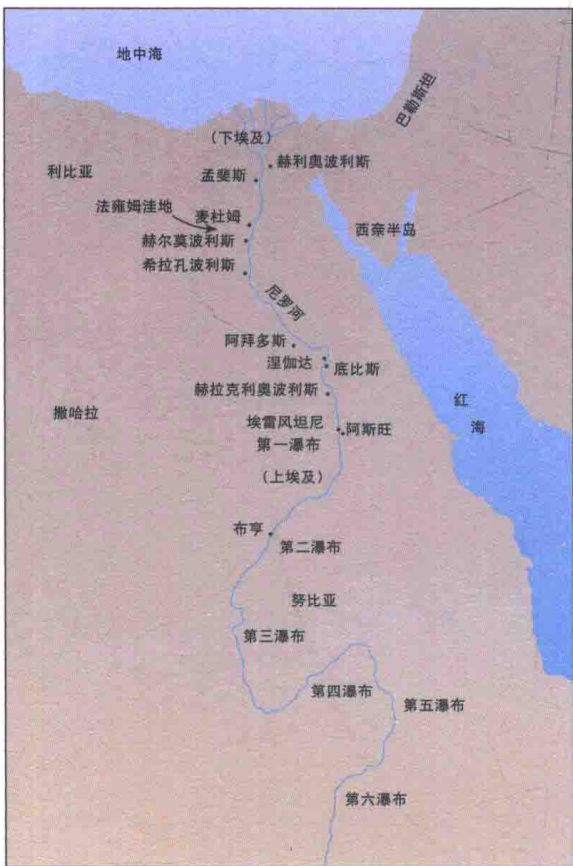 地中海
巴勒斯坦
（下埃及）
赫利奥波利斯
利比亚
孟斐斯
法雍姆洼地
麦杜姆
西奈半岛
赫尔莫波利斯
希拉孔波利斯
尼罗河
阿拜多斯
涅伽达
底比斯
赫拉克利奥波利斯
撒哈拉
红海
埃雷风坦尼
阿斯旺
第一瀑布
（上埃及）
布亨
第二瀑布
努比亚
第三瀑布
第四瀑布
第五瀑布
第六瀑布